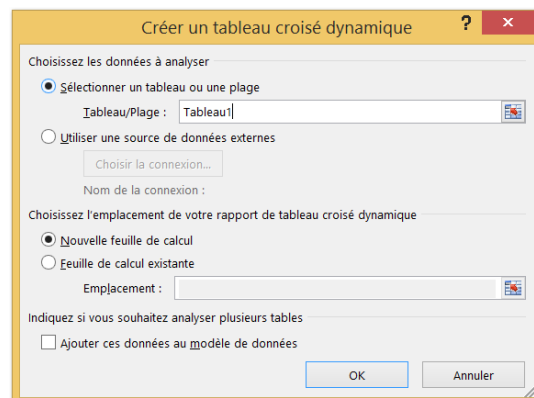 Créer un tableau croisé dynamique
Choisissez les données à analyser
Sélectionner un tableau ou une plage
Tableau/Plage : Tableau1
Utiliser une source de données externes
Choisir la connexion...
Nom de la connexion :
Choisissez l'emplacement de votre rapport de tableau croisé dynamique
Nouvelle feuille de calcul
Feuille de calcul existante
Emplacement :
Indiquez si vous souhaitez analyser plusieurs tables
Ajouter ces données au modèle de données
OK Annuler